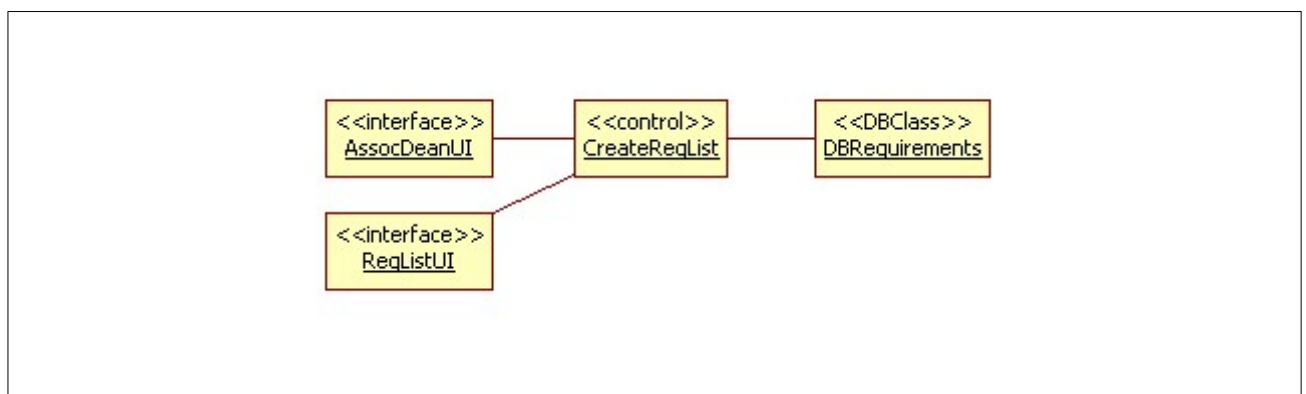 <<interface>>
AssocDeanUI
<<control>>
CreateReqList
<<DBClass>>
DBRequirements
<<interface>>
ReqListUI